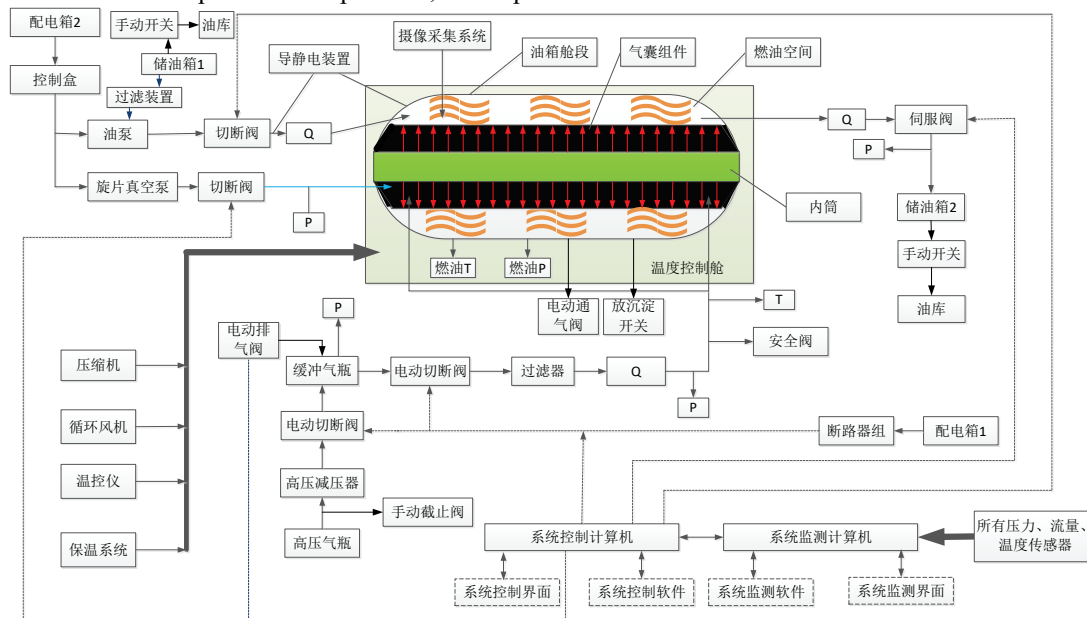 配电箱2
手动开关
油库
储油箱1
控制盒
过滤装置
油泵
切断阀
Q
导静电装置
摄像采集系统
油箱舱段
气囊组件
燃油空间
Q
伺服阀
P
旋片真空泵
切断阀
P
内筒
储油箱2
手动开关
油库
燃油T
燃油P
温度控制舱
电动通
气阀
放沉淀
开关
T
安全阀
P
电动排
气阀
缓冲气瓶
电动切断阀
过滤器
Q
P
压缩机
循环风机
温控仪
保温系统
电动切断阀
断路器组
配电箱1
高压减压器
手动截止阀
高压气瓶
系统控制计算机
系统监测计算机
所有压力、流量、
温度传感器
系统控制界面
系统控制软件
系统监测软件
系统监测界面